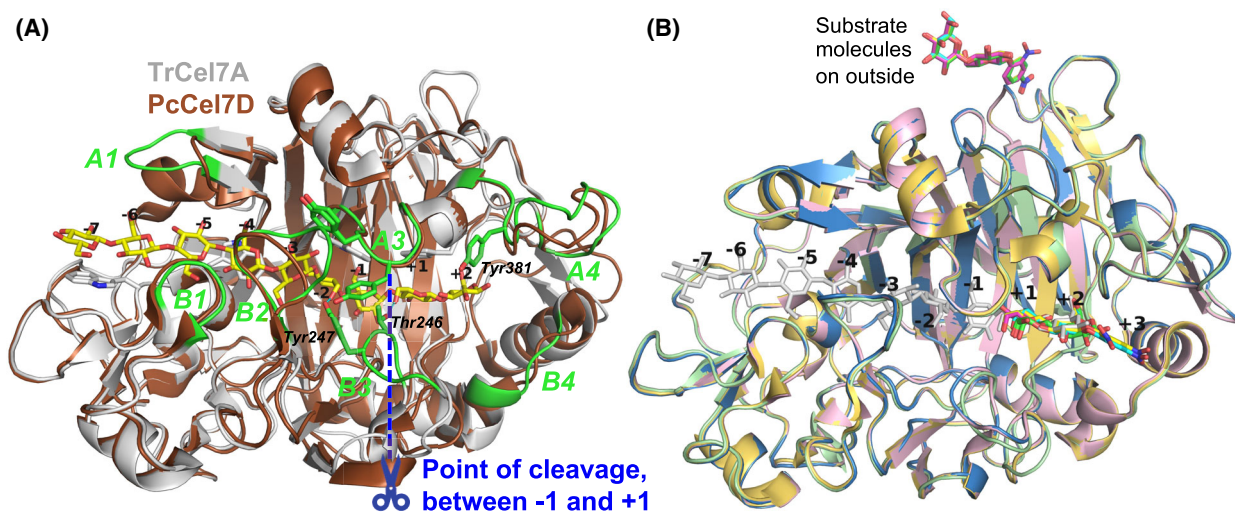 (A)
TrCel7A
PcCel7D
A1
-7
-6
-5
-4
-3
-2
-1
+1
+2
A3
A4
Tyr381
B1
B2
Tyr247
Thr246
B3
B4
Point of cleavage,
between -1 and +1
(B)
Substrate
molecules
on outside
-7
-6
-5
-4
-3
-2
-1
+1
+2
+3